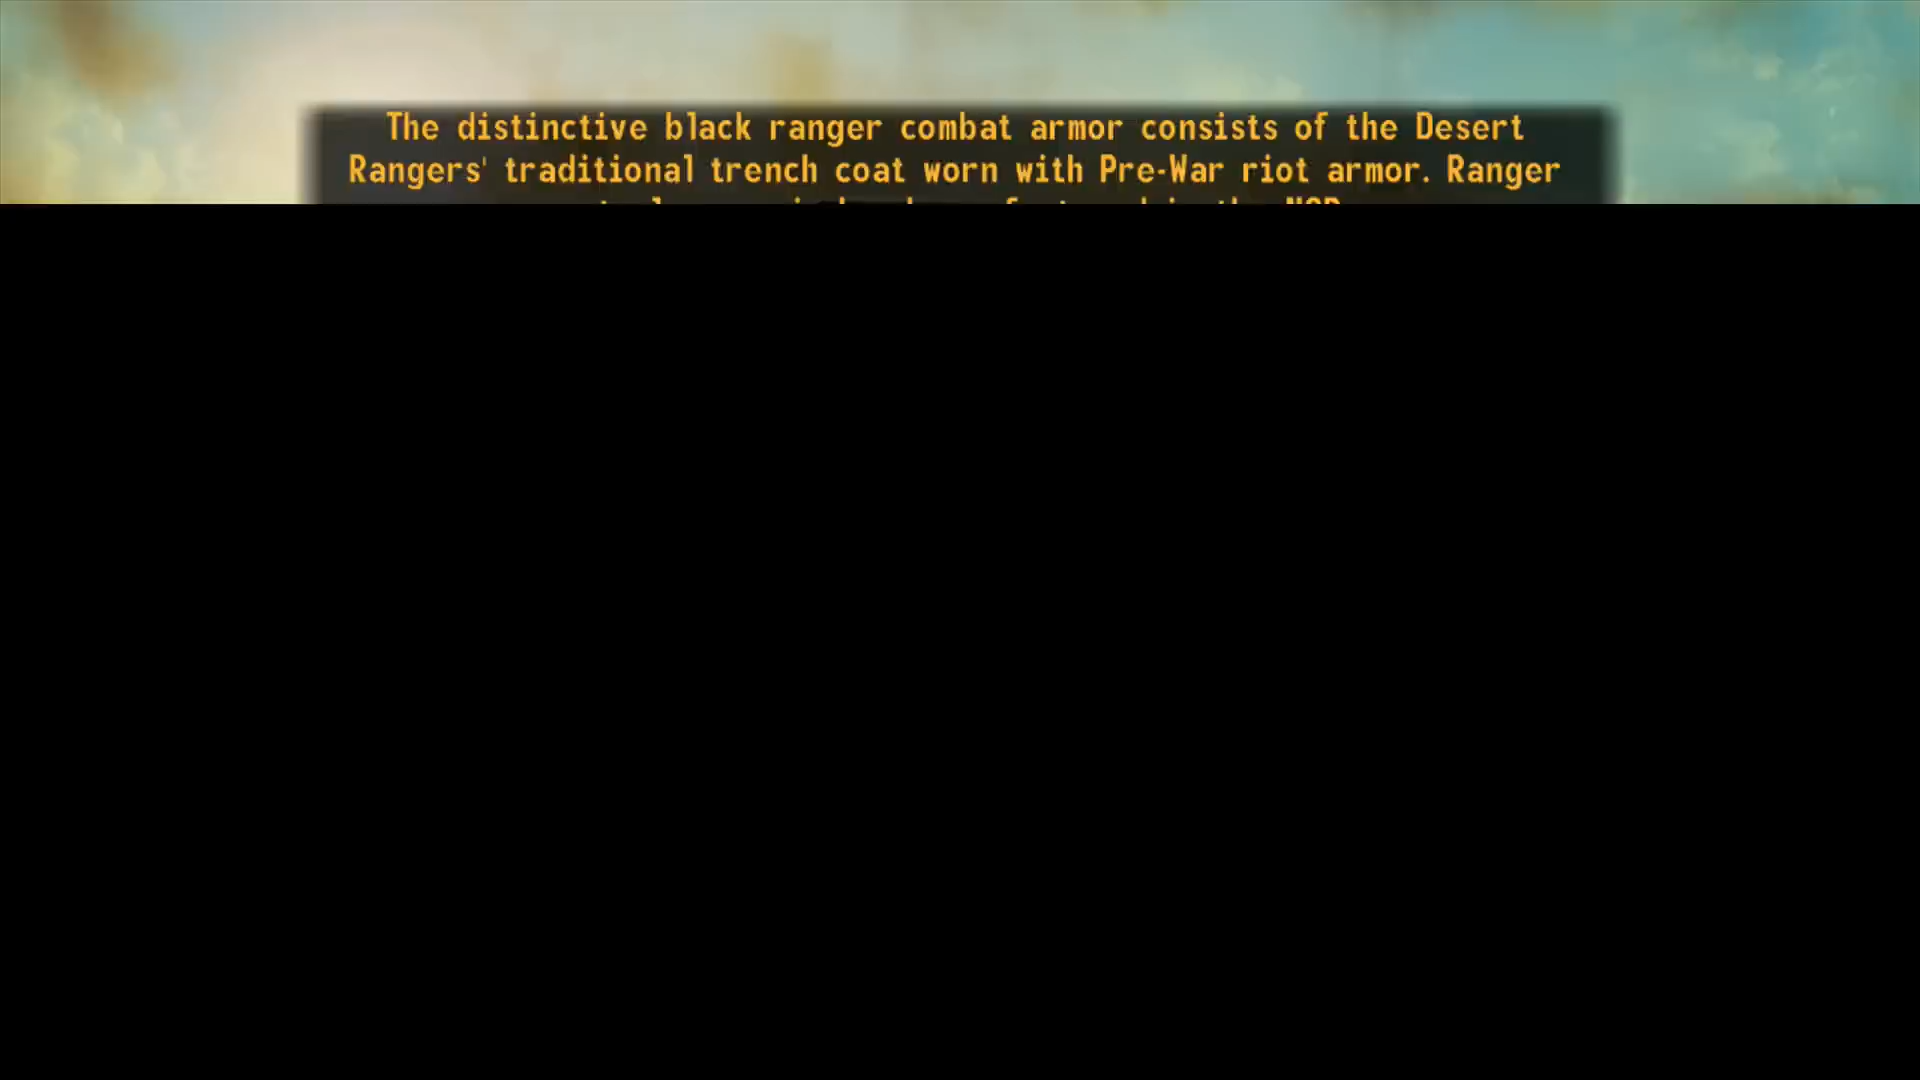 The distinctive black ranger combat armor consists of the Desert
Rangers' traditional trench coat worn with Pre-War riot armor. Ranger